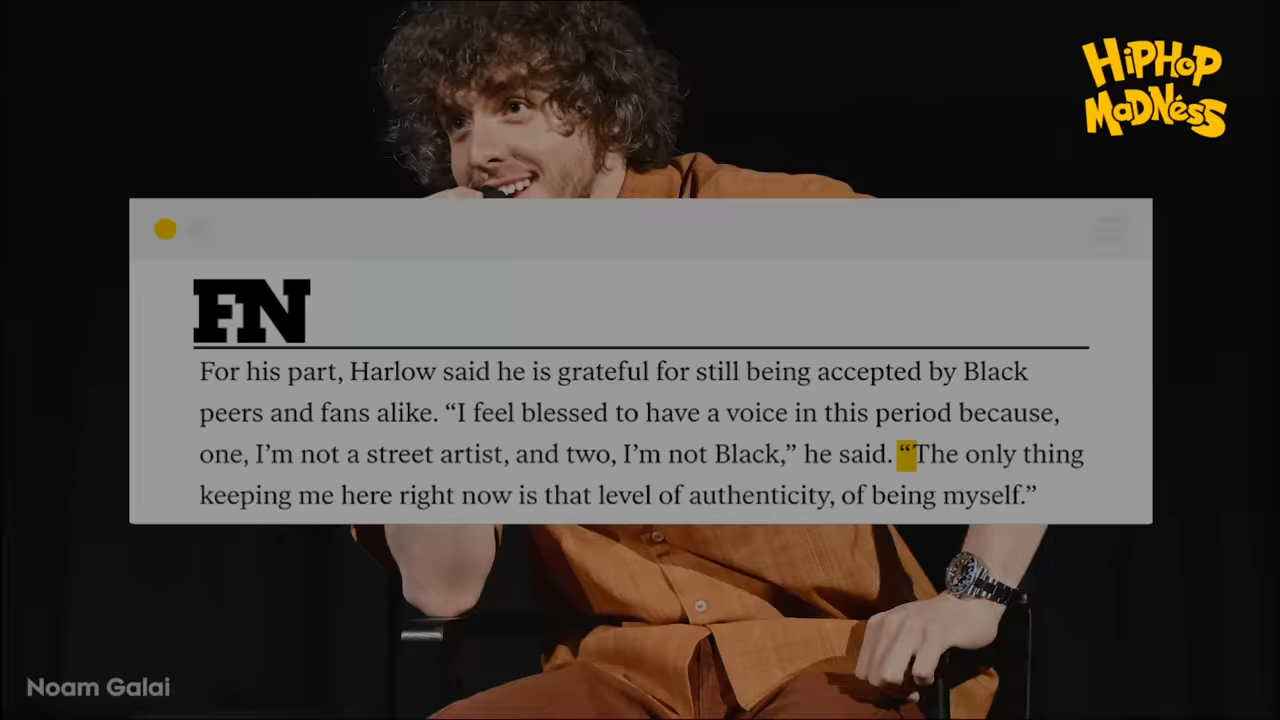 HiPHoP
MaDNéss
FN
For his part, Harlow said he is grateful for still being accepted by Black
peers and fans alike. “I feel blessed to have a voice in this period because,
one, I’m not a street artist, and two, I’m not Black,” he said. “The only thing
keeping me here right now is that level of authenticity, of being myself.”
Noam Galai